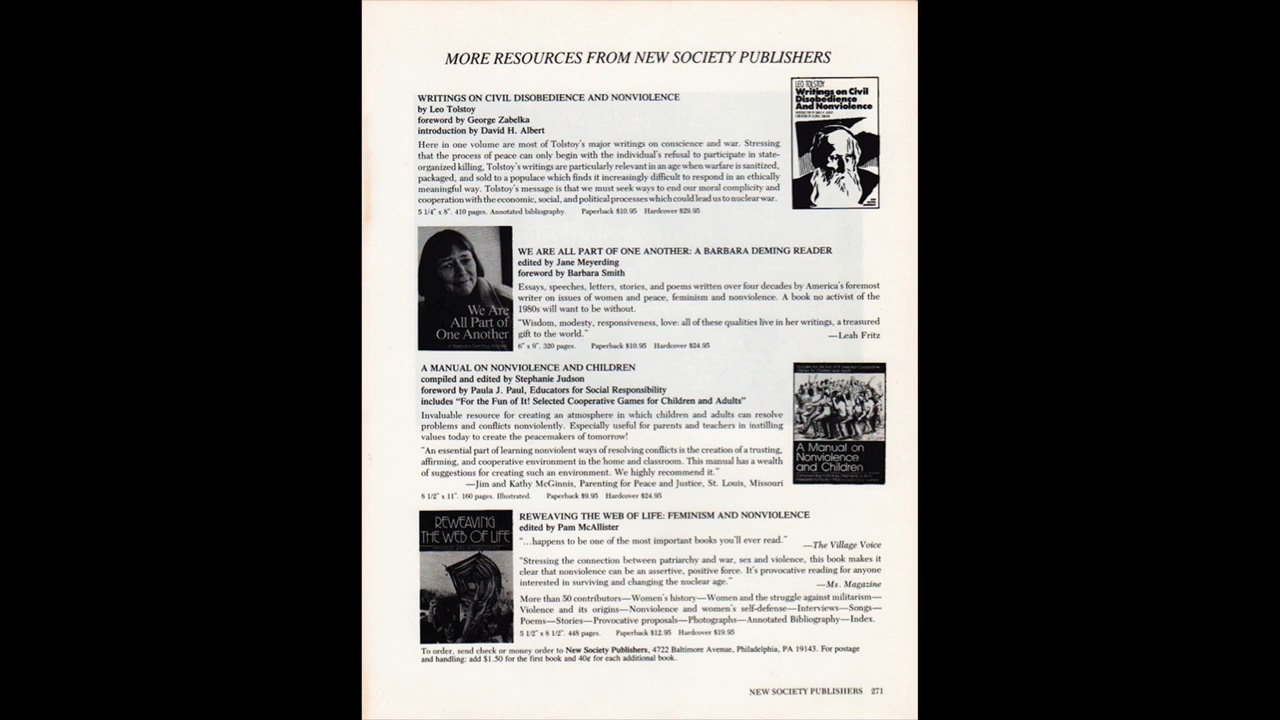 MORE RESOURCES FROM NEW SOCIETY PUBLISHERS
WRITINGS ON CIVIL DISOBEDIENCE AND NONVIOLENCE
by Leo Tolstoy
foreword by George Zabelka
introduction by David H. Albert
Here in one volume are most of Tolstoy's major writings on conscience and war. Stressing
that the process of peace can only begin with the individual's refusal to participate in state-
organized killing, Tolstoy's writings are particularly relevant in an age when warfare is sanitized,
packaged, and sold to a populace which finds it increasingly difficult to respond in an ethically
meaningful way. Tolstoy's message is that we must seek ways to end our moral complicity and
cooperation with the economic, social, and political processes which could lead us to nuclear war.
5 1/4" x 8". 410 pages. Annotated bibliography. Paperback $10.95 Hardcover $29.95
LEO TOLSTOY
Writings on Civil
Disobedience
And Nonviolence
WE ARE ALL PART OF ONE ANOTHER: A BARBARA DEMING READER
edited by Jane Meyerding
foreword by Barbara Smith
Essays, speeches, letters, stories, and poems written over four decades by America's foremost
writer on issues of women and peace, feminism and nonviolence. A book no activist of the
1980s will want to be without.
"Wisdom, modesty, responsiveness, love: all of these qualities live in her writings, a treasured
gift to the world."
—Leah Fritz
6" x 9". 320 pages. Paperback $10.95 Hardcover $24.95
We Are
All Part of
One Another
A MANUAL ON NONVIOLENCE AND CHILDREN
compiled and edited by Stephanie Judson
foreword by Paula J. Paul, Educators for Social Responsibility
includes "For the Fun of It! Selected Cooperative Games for Children and Adults"
Invaluable resource for creating an atmosphere in which children and adults can resolve
problems and conflicts nonviolently. Especially useful for parents and teachers in instilling
values today to create the peacemakers of tomorrow!
"An essential part of learning nonviolent ways of resolving conflicts is the creation of a trusting,
affirming, and cooperative environment in the home and classroom. This manual has a wealth
of suggestions for creating such an environment. We highly recommend it."
—Jim and Kathy McGinnis, Parenting for Peace and Justice, St. Louis, Missouri
8 1/2" x 11". 160 pages. Illustrated. Paperback $9.95 Hardcover $24.95
A Manual on
Nonviolence
and Children
REWEAVING
THE WEB OF LIFE
REWEAVING THE WEB OF LIFE: FEMINISM AND NONVIOLENCE
edited by Pam McAllister
"...happens to be one of the most important books you'll ever read."
—The Village Voice
"Stressing the connection between patriarchy and war, sex and violence, this book makes it
clear that nonviolence can be an assertive, positive force. It's provocative reading for anyone
interested in surviving and changing the nuclear age."
—Ms. Magazine
More than 50 contributors—Women's history—Women and the struggle against militarism—
Violence and its origins—Nonviolence and women's self-defense—Interviews—Songs—
Poems—Stories—Provocative proposals—Photographs—Annotated Bibliography—Index.
5 1/2" x 8 1/2". 448 pages. Paperback $12.95 Hardcover $19.95
To order, send check or money order to New Society Publishers, 4722 Baltimore Avenue, Philadelphia, PA 19143. For postage
and handling: add $1.50 for the first book and 40¢ for each additional book.
NEW SOCIETY PUBLISHERS 271